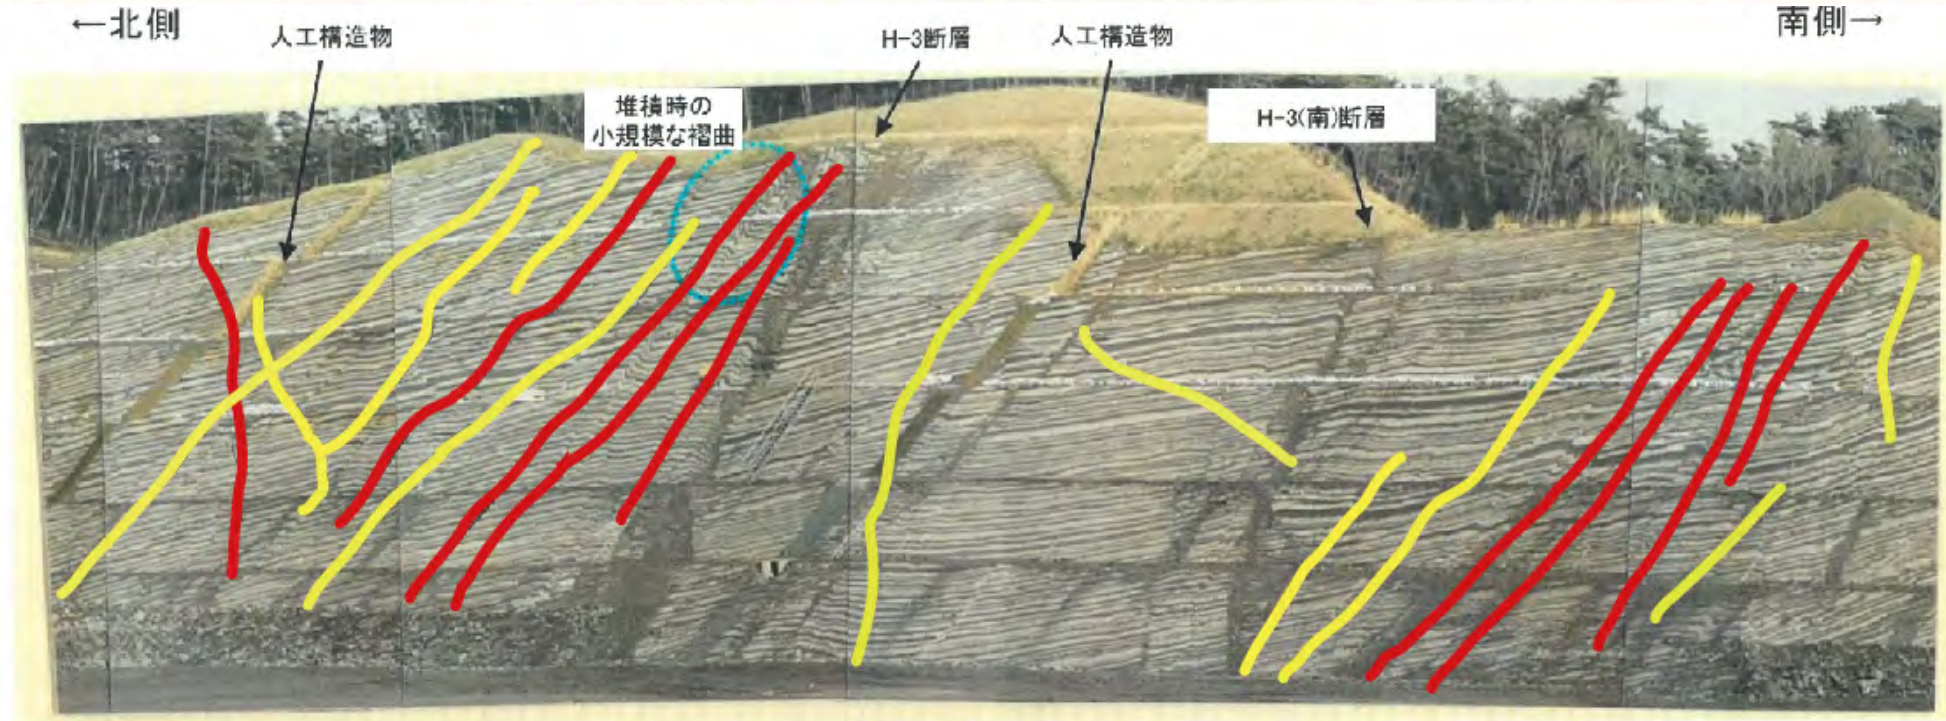 ←北側
南側→
人工構造物
H-3断層
人工構造物
堆積時の
小規模な褶曲
H-3(南)断層